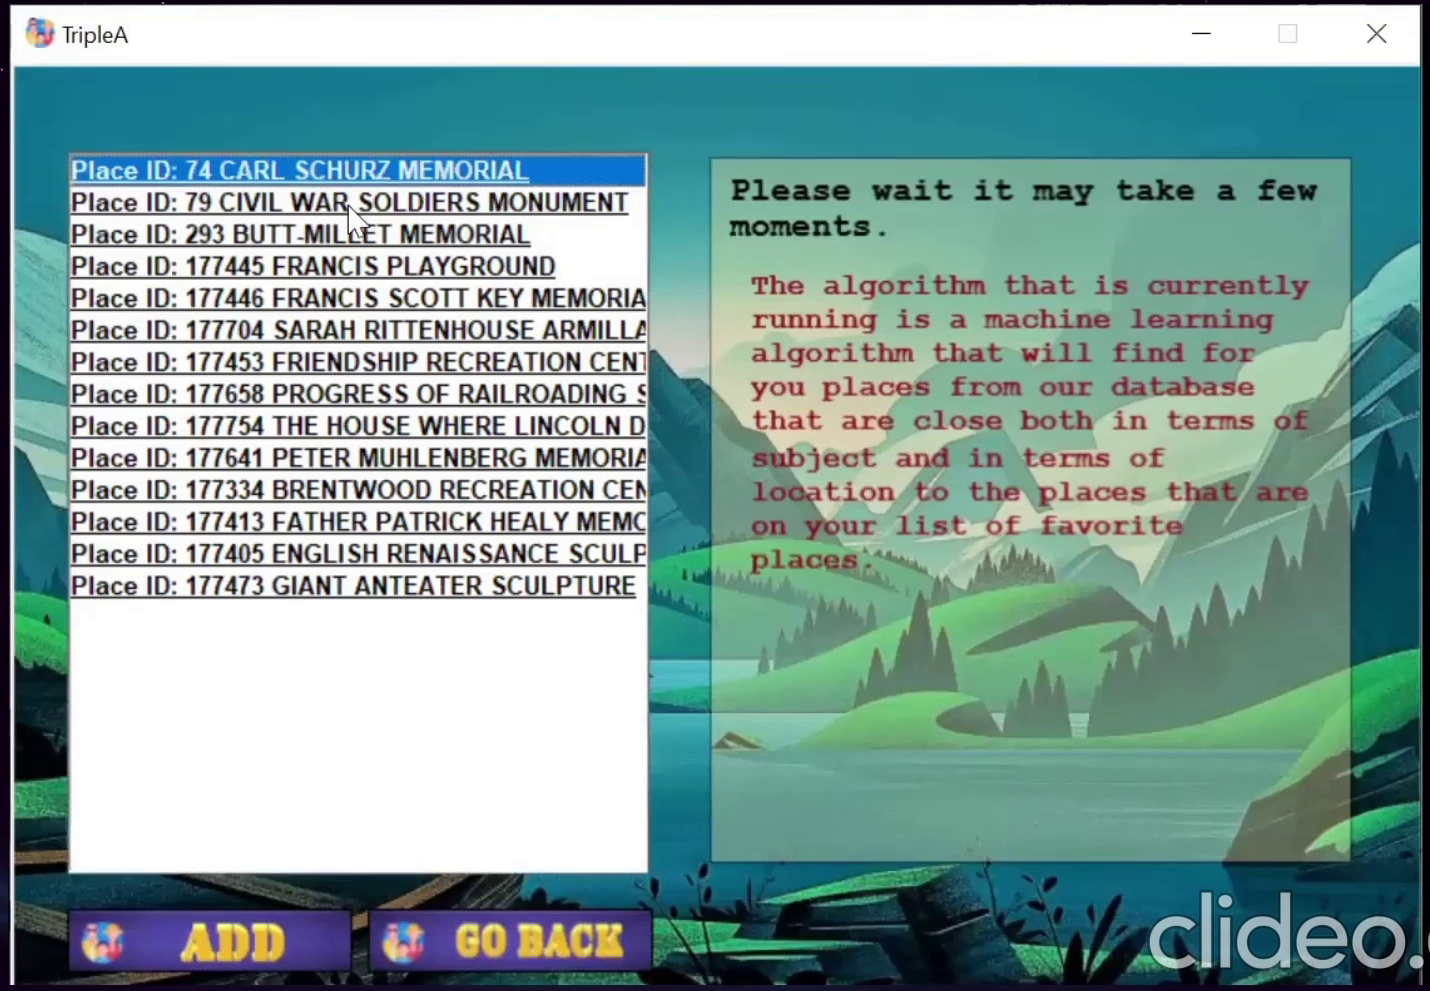 TripleA
Place ID: 74 CARL SCHURZ MEMORIAL
Place ID: 79 CIVIL WAR SOLDIERS MONUMENT
Place ID: 293 BUTT-MILLET MEMORIAL
Place ID: 177445 FRANCIS PLAYGROUND
Place ID: 177446 FRANCIS SCOTT KEY MEMORIA
Place ID: 177704 SARAH RITTENHOUSE ARMILLA
Place ID: 177453 FRIENDSHIP RECREATION CENT
Place ID: 177658 PROGRESS OF RAILROADING S
Place ID: 177754 THE HOUSE WHERE LINCOLN D
Place ID: 177641 PETER MUHLENBERG MEMORIA
Place ID: 177334 BRENTWOOD RECREATION CEN
Place ID: 177413 FATHER PATRICK HEALY MEMO
Place ID: 177405 ENGLISH RENAISSANCE SCULP
Place ID: 177473 GIANT ANTEATER SCULPTURE
Please wait it may take a few
moments.
The algorithm that is currently
running is a machine learning
algorithm that will find for
you places from our database
that are close both in terms of
subject and in terms of
location to the places that are
on your list of favorite
places.
ADD
GO BACK
clideo.